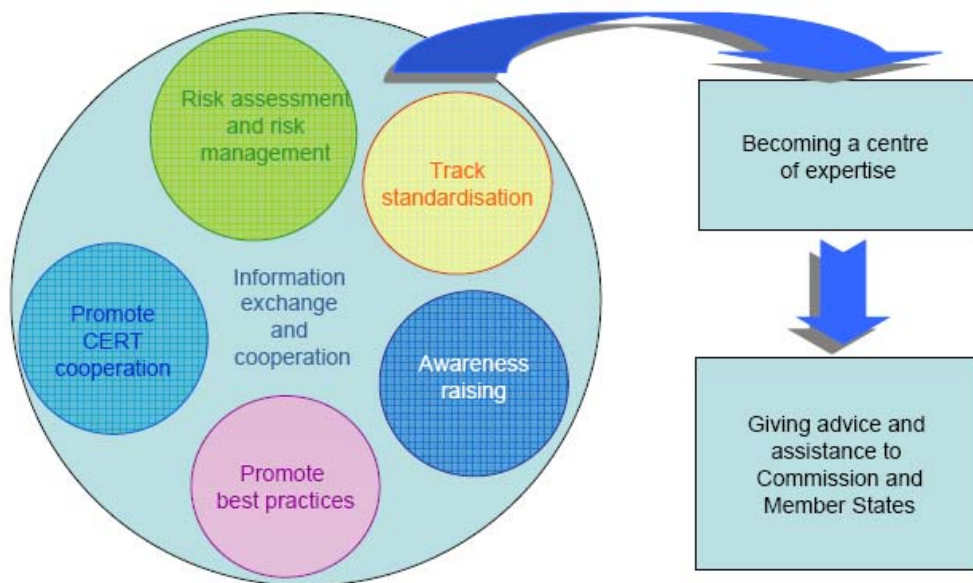 Risk assessment
and risk
management
Track
standardisation
Information
exchange
and
cooperation
Promote
CERT
cooperation
Awareness
raising
Promote
best practices
Becoming a centre
of expertise
Giving advice and
assistance to
Commission and
Member States